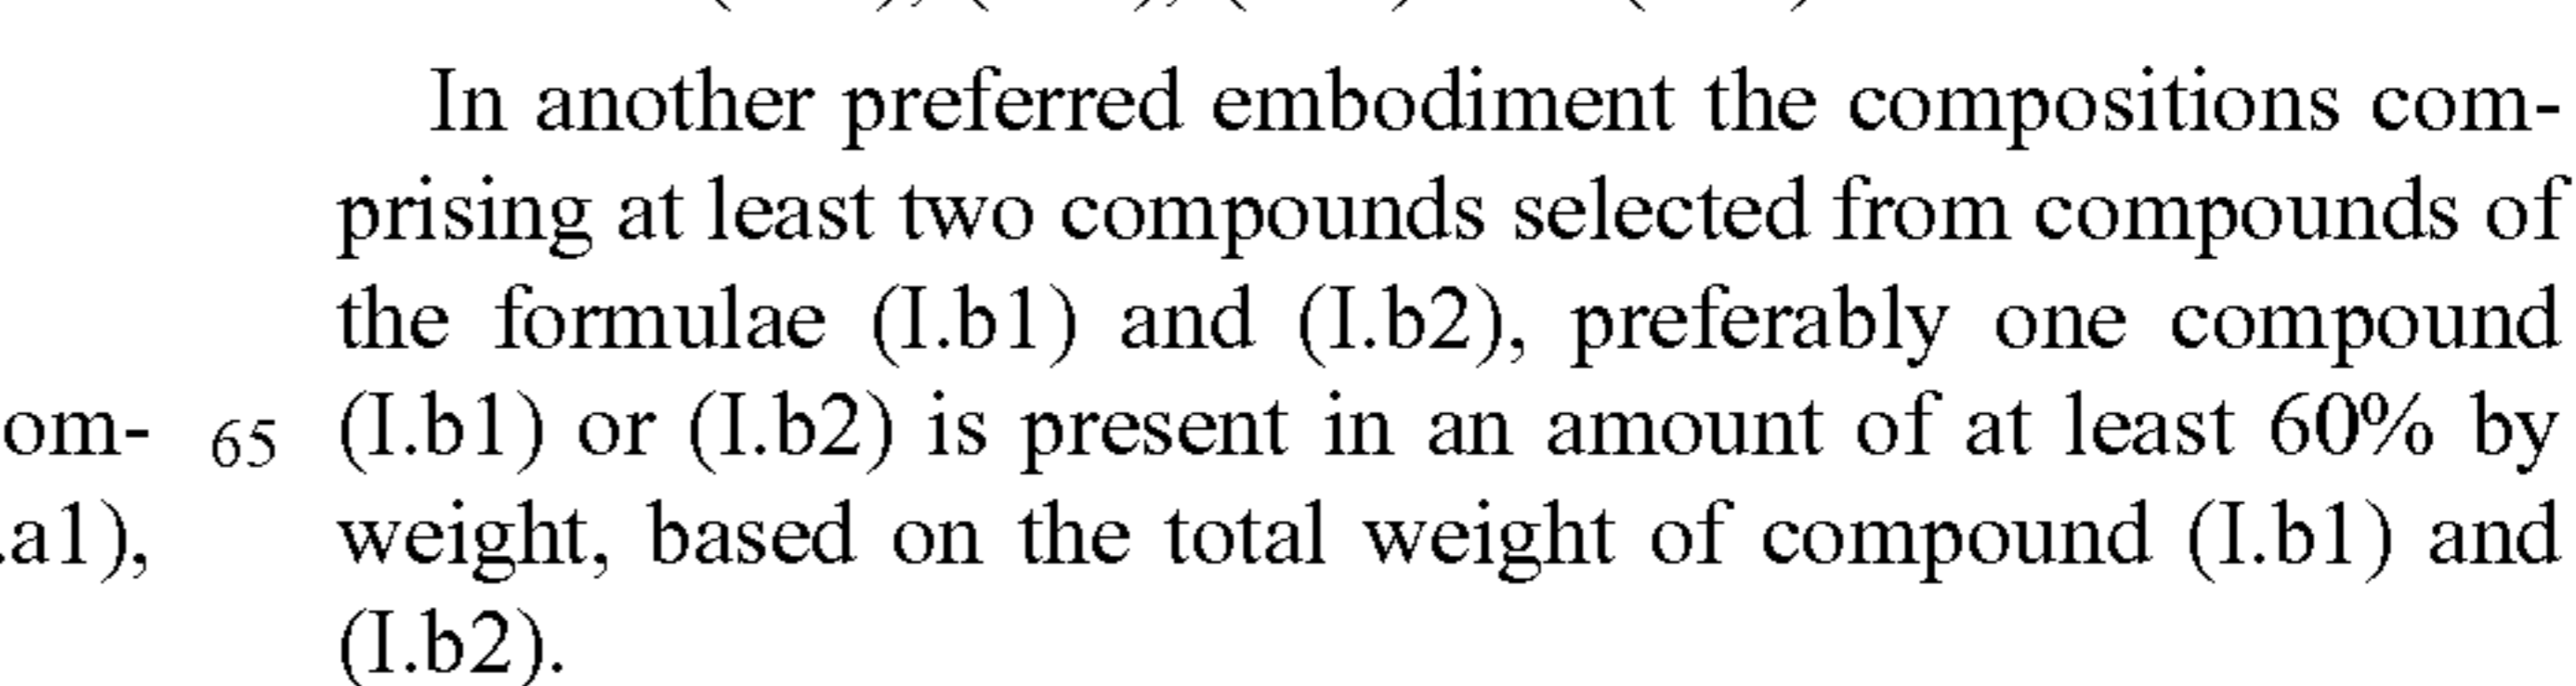 In another preferred embodiment the compositions com-
prising at least two compounds selected from compounds of
the formulae (I.b1) and (I.b2), preferably one compound
om- 65 (I.b1) or (I.b2) is present in an amount of at least 60% by
.a1), weight, based on the total weight of compound (I.b1) and
(I.b2).